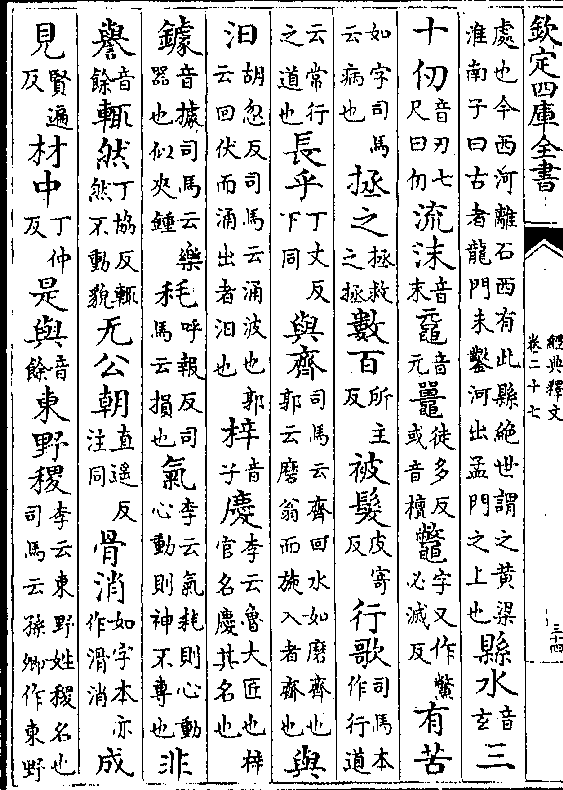 欽定四庫全書 經典釋文 卷二十七 三四
處也今西河離石西有此縣絕世謂之黄梁淮南子曰古者龍門未鑿河出孟門之上也縣水音玄三
十仞音刃七尺曰仞流沫音末黿音元鼉徒多反或音檀鼈字又作鱉必滅反有苦
如字司馬云病也拯之拯救之拯數百所主反被髮皮寄反行歌司馬本作行道
云常行之道也長乎丁丈反下同與齊司馬云齊回水如磨齊也郭云磨翁而旋入者齊也與
汩胡忽反司馬云涌波也郭云回伏而涌出者汩也梓音子慶李云魯大匠也梓官名慶其名也
鐻音據司馬云樂器也似夾鍾耗呼報反司馬云損也氣李云氣耗則心動心動則神不專也非
譽音餘輒然丁協反輒然不動貌无公朝直遥反注同骨消如字本亦作滑消成
見賢遍反材中丁仲反是與音餘東野稷李云東野姓稷名也司馬云孫卿作東野